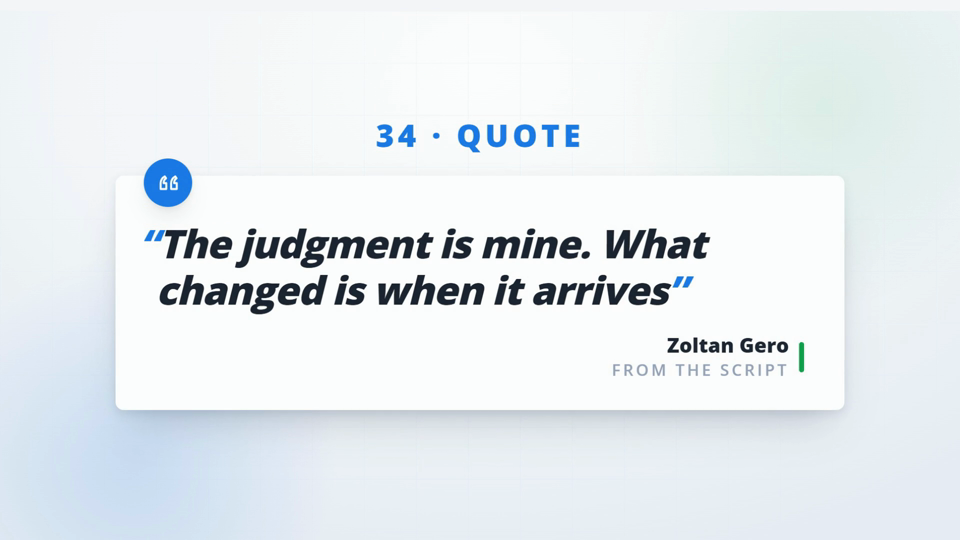 34 · QUOTE
“The judgment is mine. What
changed is when it arrives”
Zoltan Gero
FROM THE SCRIPT